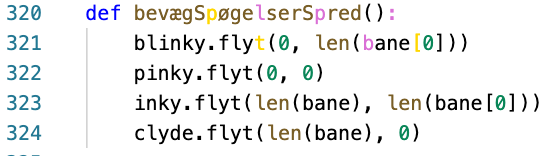 320 def bevægSpøgelserSpred():
321 blinky.flyt(0, len(bane[0]))
322 pinky.flyt(0, 0)
323 inky.flyt(len(bane), len(bane[0]))
324 clyde.flyt(len(bane), 0)